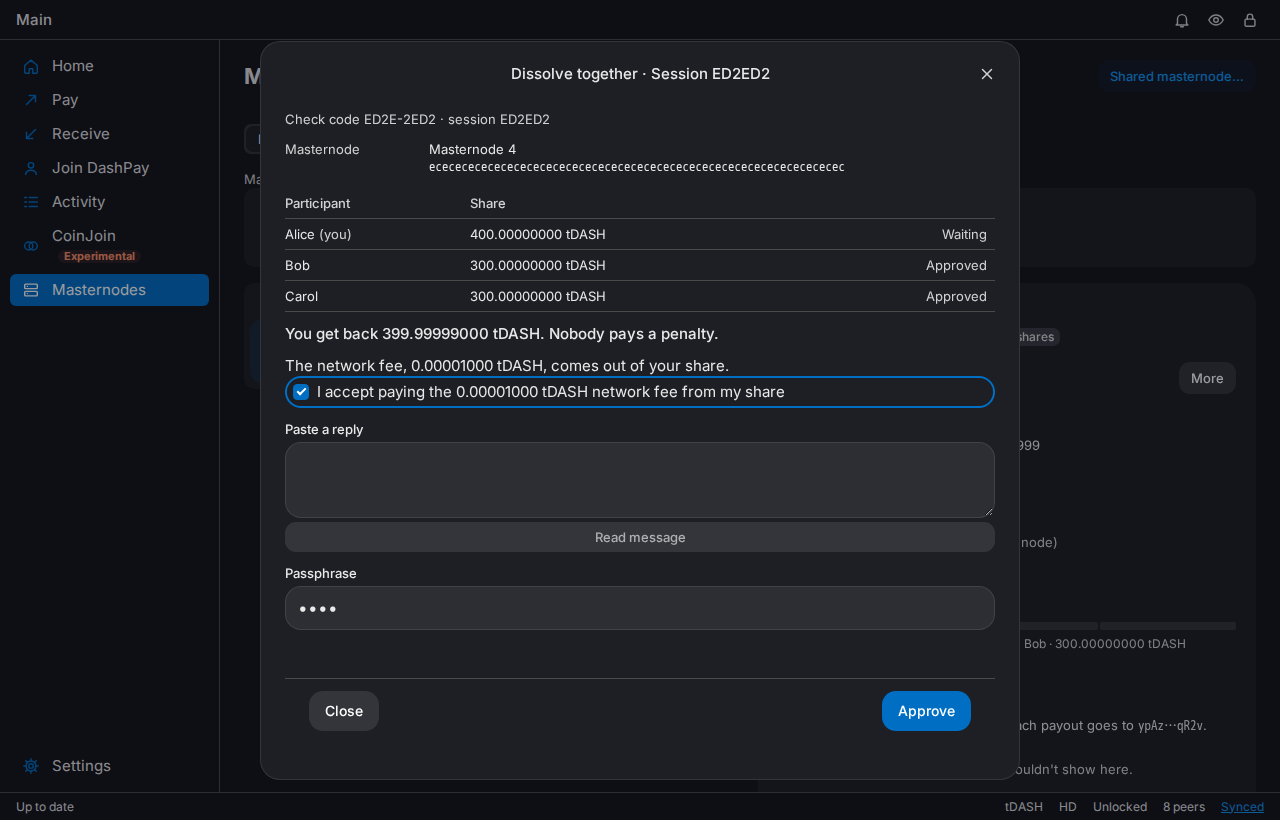 Main
Home
Pay
Receive
Join DashPay
Activity
CoinJoin
Experimental
Masternodes
Settings
Shared masternode...
Dissolve together · Session ED2ED2
Check code ED2E-2ED2 · session ED2ED2
Masternode
Masternode 4
ecececececececececececececececececececececececececececececececec
Participant Share
Alice (you) 400.00000000 tDASH Waiting
Bob 300.00000000 tDASH Approved
Carol 300.00000000 tDASH Approved
You get back 399.99999000 tDASH. Nobody pays a penalty.
The network fee, 0.00001000 tDASH, comes out of your share.
I accept paying the 0.00001000 tDASH network fee from my share
Paste a reply
Read message
Passphrase
Close
Approve
shares
More
node)
Bob · 300.00000000 tDASH
payout goes to ypAz···qR2v.
show here.
Up to date
tDASH HD Unlocked 8 peers Synced